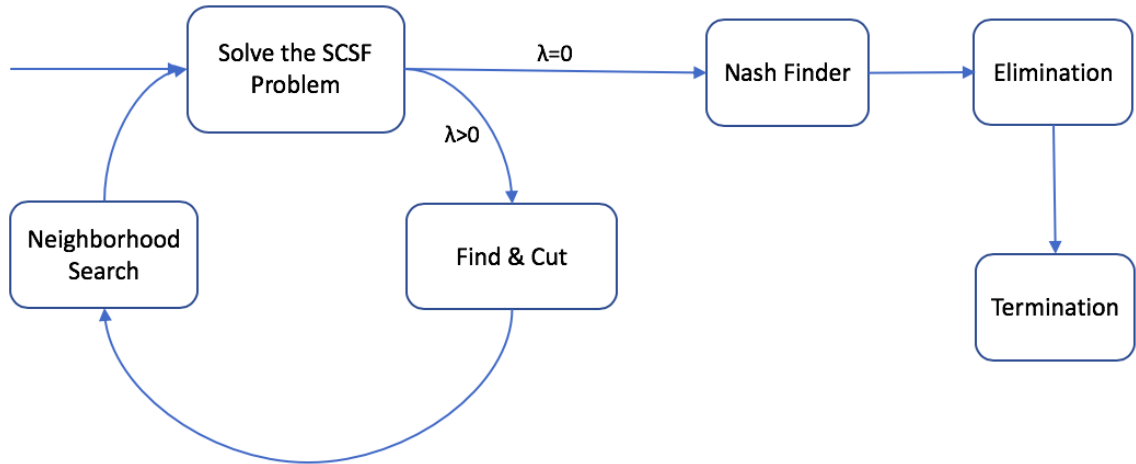 Solve the SCSF
Problem
λ=0
Nash Finder
Elimination
λ>0
Neighborhood
Search
Find & Cut
Termination